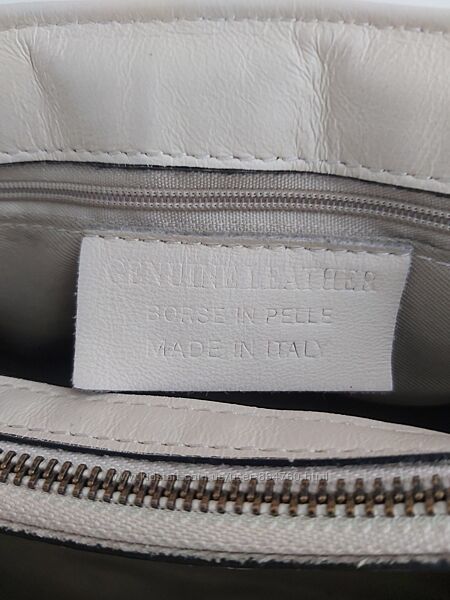 GENUINE LEATHER
BORSE IN PELLE
MADE IN ITALY